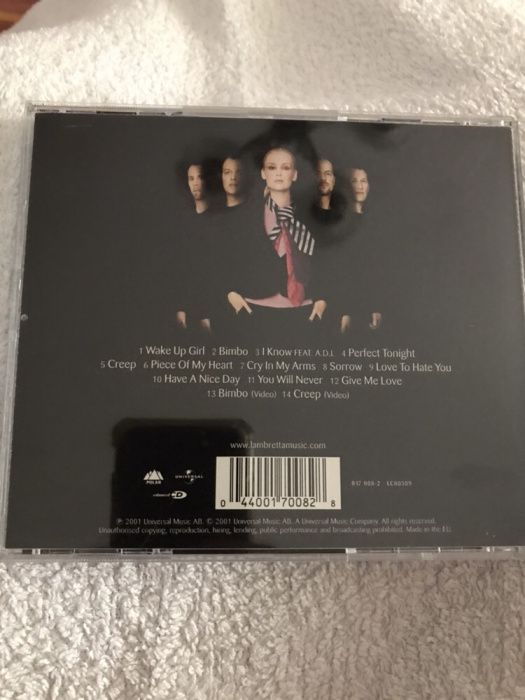 1 Wake Up Girl 2 Bimbo 3 I Know FEAT. A.D.L. 4 Perfect Tonight
5 Creep 6 Piece Of My Heart 7 Cry In My Arms 8 Sorrow 9 Love To Hate You
10 Have A Nice Day 11 You Will Never 12 Give Me Love
13 Bimbo (Video) 14 Creep (Video)
www.lambrettamusic.com
POLAR
UNIVERSAL
enhanced CD
0 44001 70082 8
017 008-2 LC00309
℗ 2001 Universal Music AB. © 2001 Universal Music AB. A Universal Music Company. All rights reserved.
Unauthorised copying, reproduction, hiring, lending, public performance and broadcasting prohibited. Made in the EU.